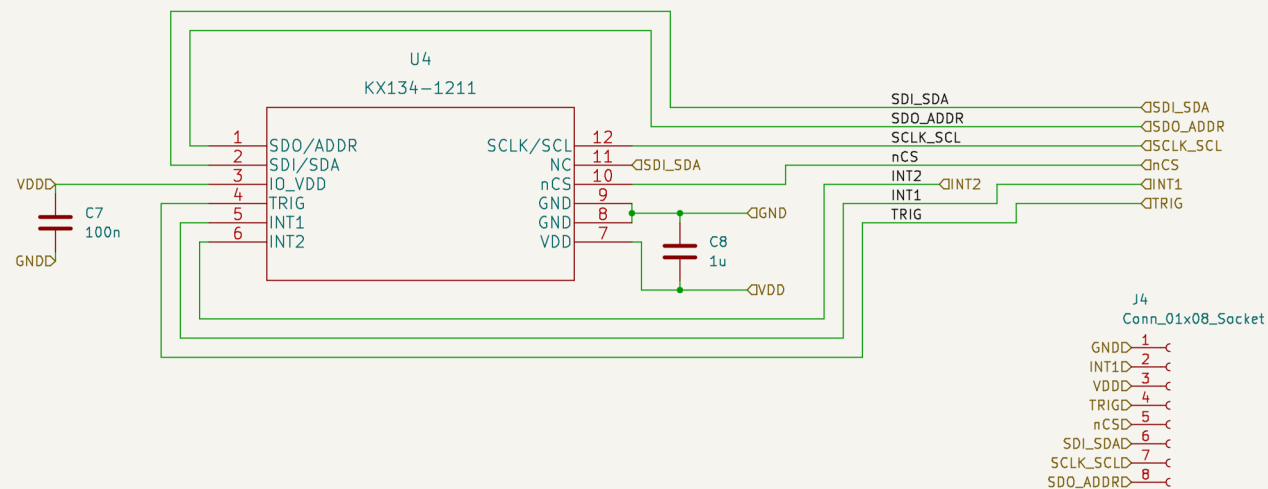 U4
KX134-1211
1 SDO/ADDR
2 SDI/SDA
3 IO_VDD
4 TRIG
5 INT1
6 INT2
SCLK/SCL 12
NC 11
nCS 10
GND 9
GND 8
VDD 7
VDD
C7
100n
GND
SDI_SDA
GND
C8
1u
VDD
SDI_SDA
SDO_ADDR
SCLK_SCL
nCS
INT2
INT1
TRIG
INT2
SDI_SDA
SDO_ADDR
SCLK_SCL
nCS
INT1
TRIG
J4
Conn_01x08_Socket
GND 1
INT1 2
VDD 3
TRIG 4
nCS 5
SDI_SDA 6
SCLK_SCL 7
SDO_ADDR 8